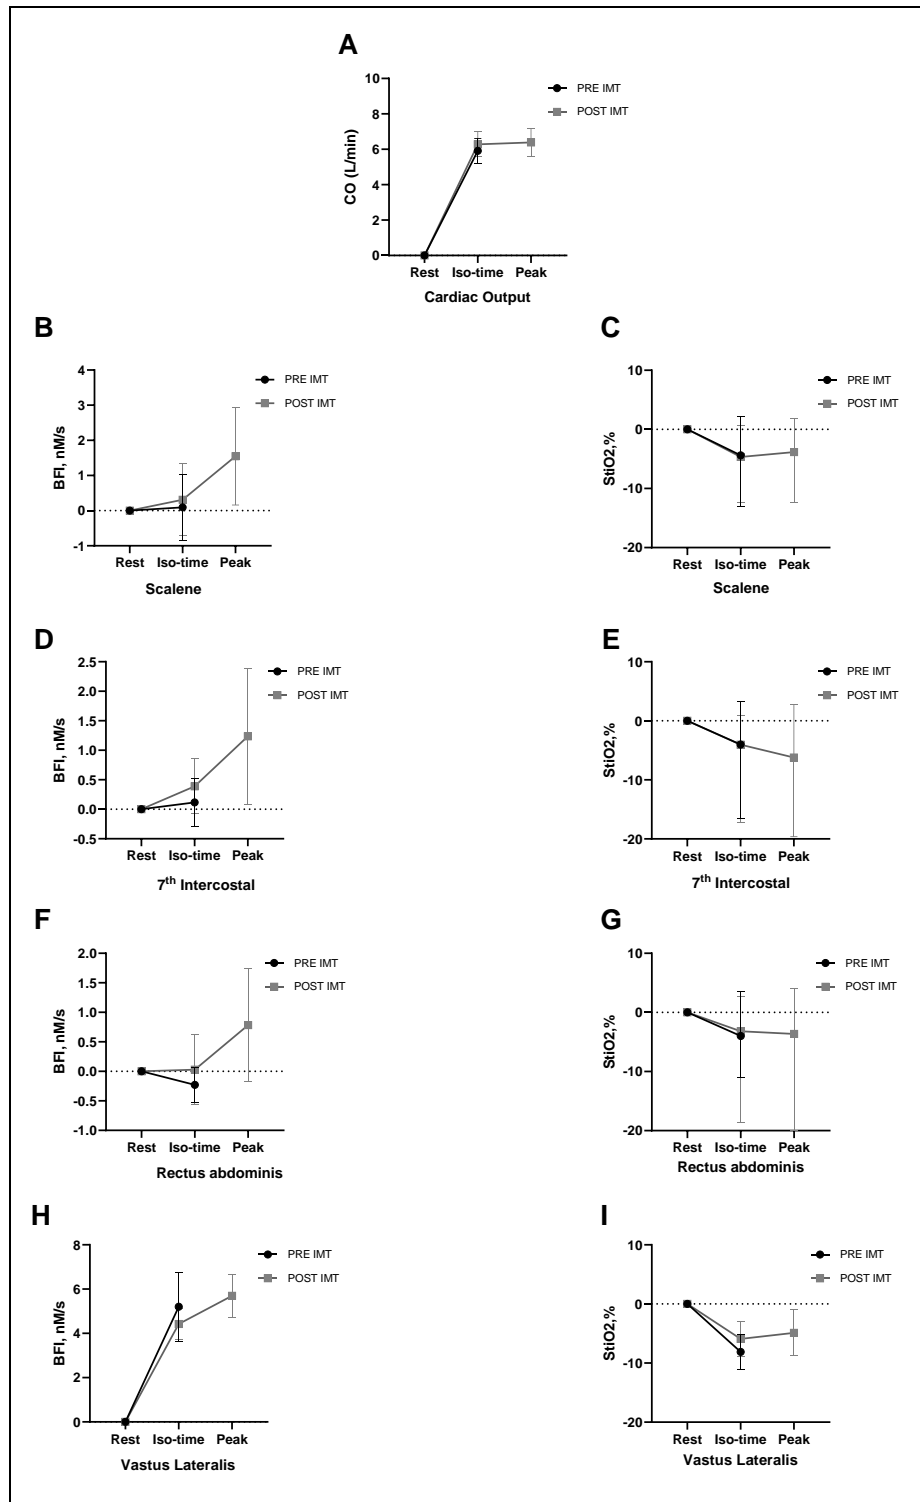 A
CO (L/min)
10
8
6
4
2
0
Rest Iso-time Peak
Cardiac Output
PRE IMT
POST IMT
B
BFI, nM/s
4
3
2
1
0
-1
Rest Iso-time Peak
Scalene
PRE IMT
POST IMT
C
StiO2,%
10
0
-10
-20
Rest Iso-time Peak
Scalene
PRE IMT
POST IMT
D
BFI, nM/s
2.5
2.0
1.5
1.0
0.5
0.0
-0.5
Rest Iso-time Peak
7th Intercostal
PRE IMT
POST IMT
E
StiO2,%
10
0
-10
-20
Rest Iso-time Peak
7th Intercostal
PRE IMT
POST IMT
F
BFI, nM/s
2.0
1.5
1.0
0.5
0.0
-0.5
-1.0
Rest Iso-time Peak
Rectus abdominis
PRE IMT
POST IMT
G
StiO2,%
10
0
-10
-20
Rest Iso-time Peak
Rectus abdominis
PRE IMT
POST IMT
H
BFI, nM/s
8
6
4
2
0
Rest Iso-time Peak
Vastus Lateralis
PRE IMT
POST IMT
I
StiO2,%
10
0
-10
-20
Rest Iso-time Peak
Vastus Lateralis
PRE IMT
POST IMT